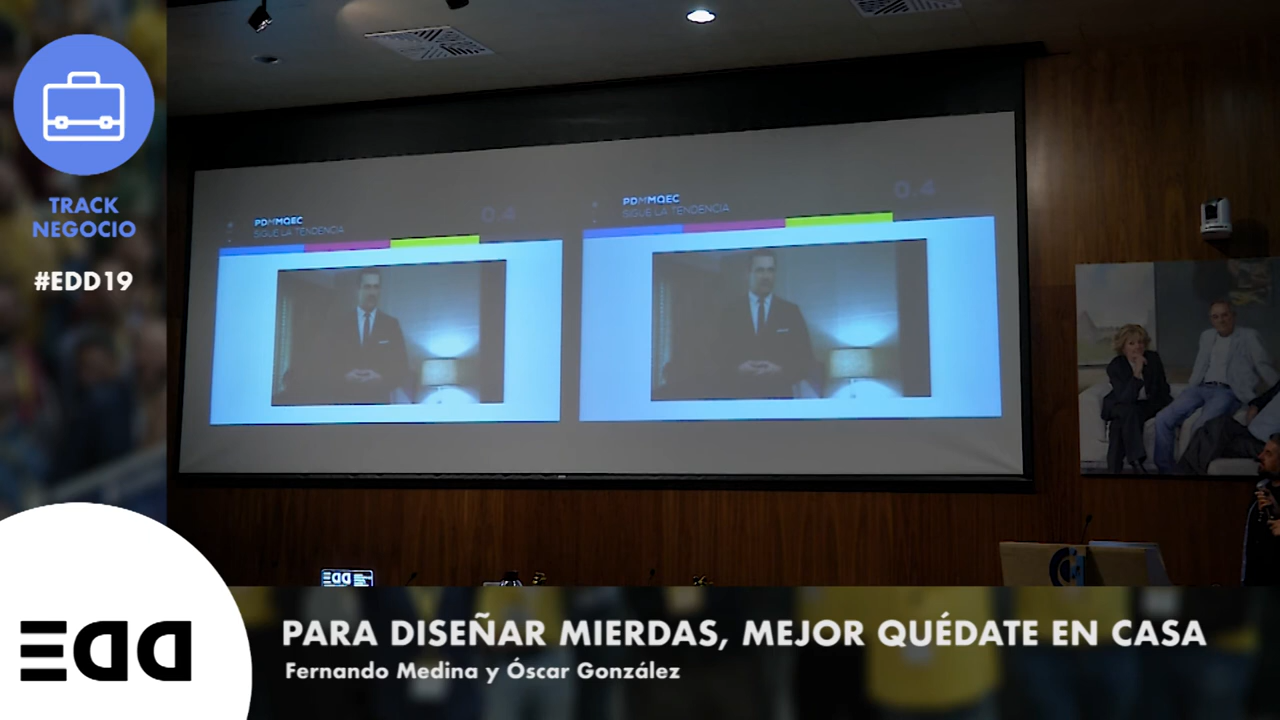 TRACK
NEGOCIO
#EDD19
PDMMQEC
SIGUE LA TENDENCIA
0.4
PDMMQEC
SIGUE LA TENDENCIA
0.4
EDD
EDD
PARA DISEÑAR MIERDAS, MEJOR QUÉDATE EN CASA
Fernando Medina y Óscar González